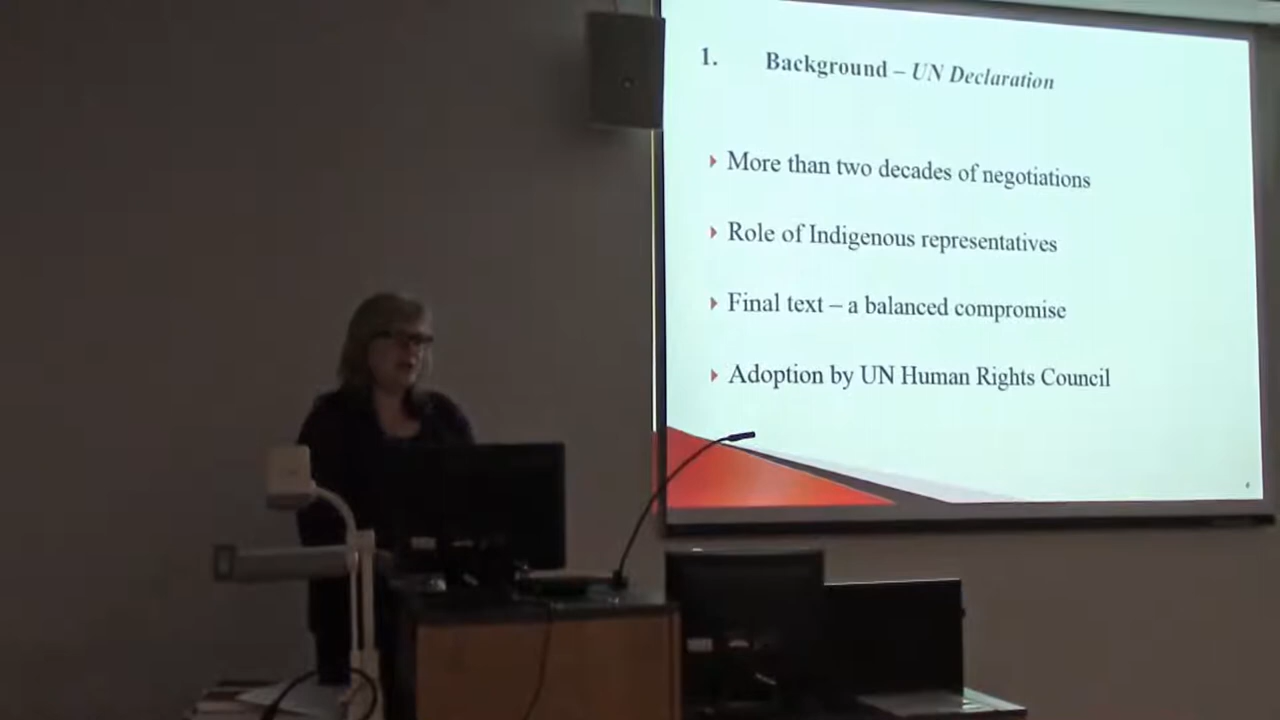 1. Background – UN Declaration
More than two decades of negotiations
Role of Indigenous representatives
Final text – a balanced compromise
Adoption by UN Human Rights Council